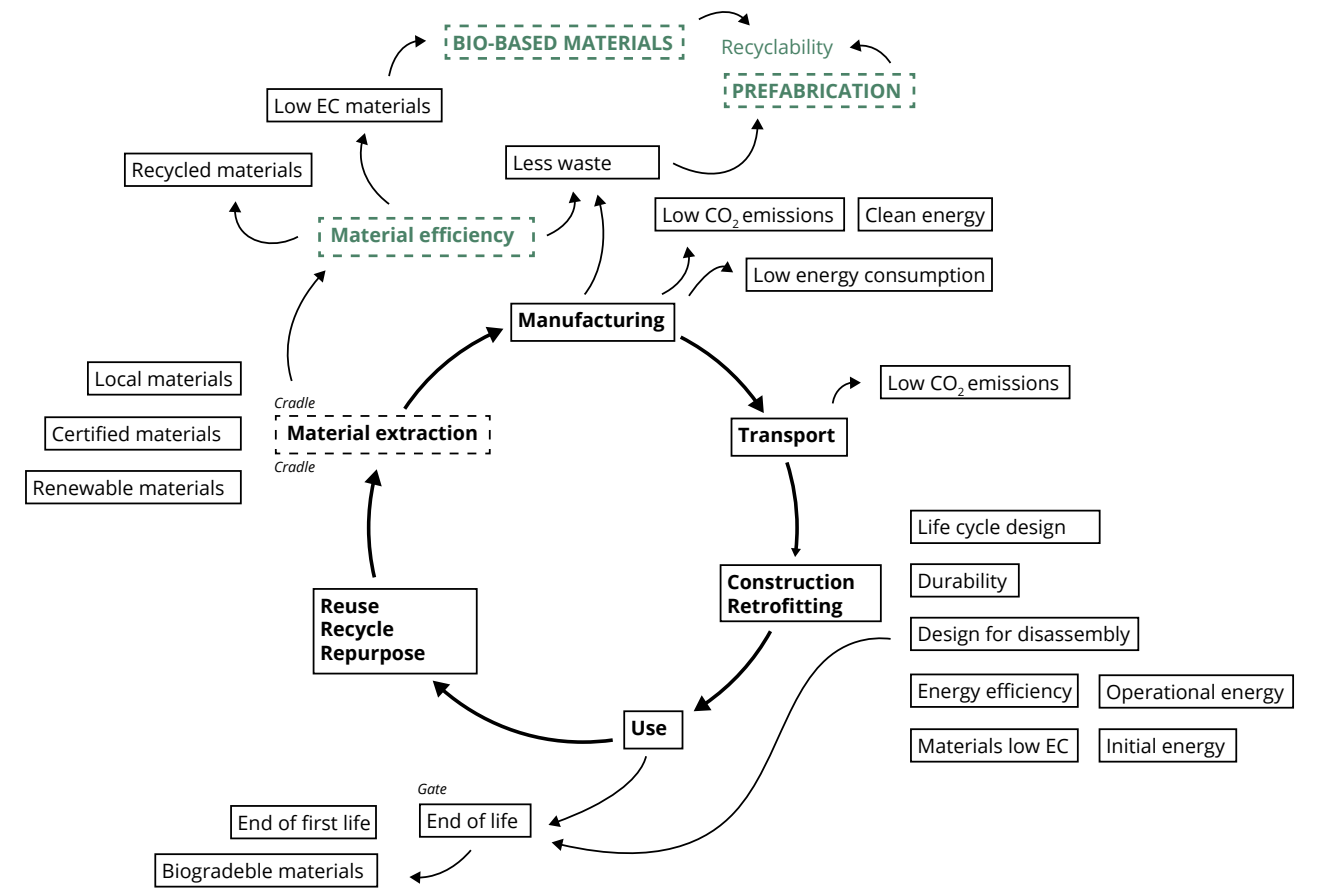 BIO-BASED MATERIALS
Recyclability
PREFABRICATION
Low EC materials
Recycled materials
Less waste
Material efficiency
Low CO2 emissions
Clean energy
Low energy consumption
Manufacturing
Local materials
Low CO2 emissions
Cradle
Certified materials
Material extraction
Transport
Cradle
Renewable materials
Life cycle design
Construction
Retrofitting
Durability
Reuse
Recycle
Repurpose
Design for disassembly
Energy efficiency
Operational energy
Use
Materials low EC
Initial energy
Gate
End of first life
End of life
Biogradeble materials